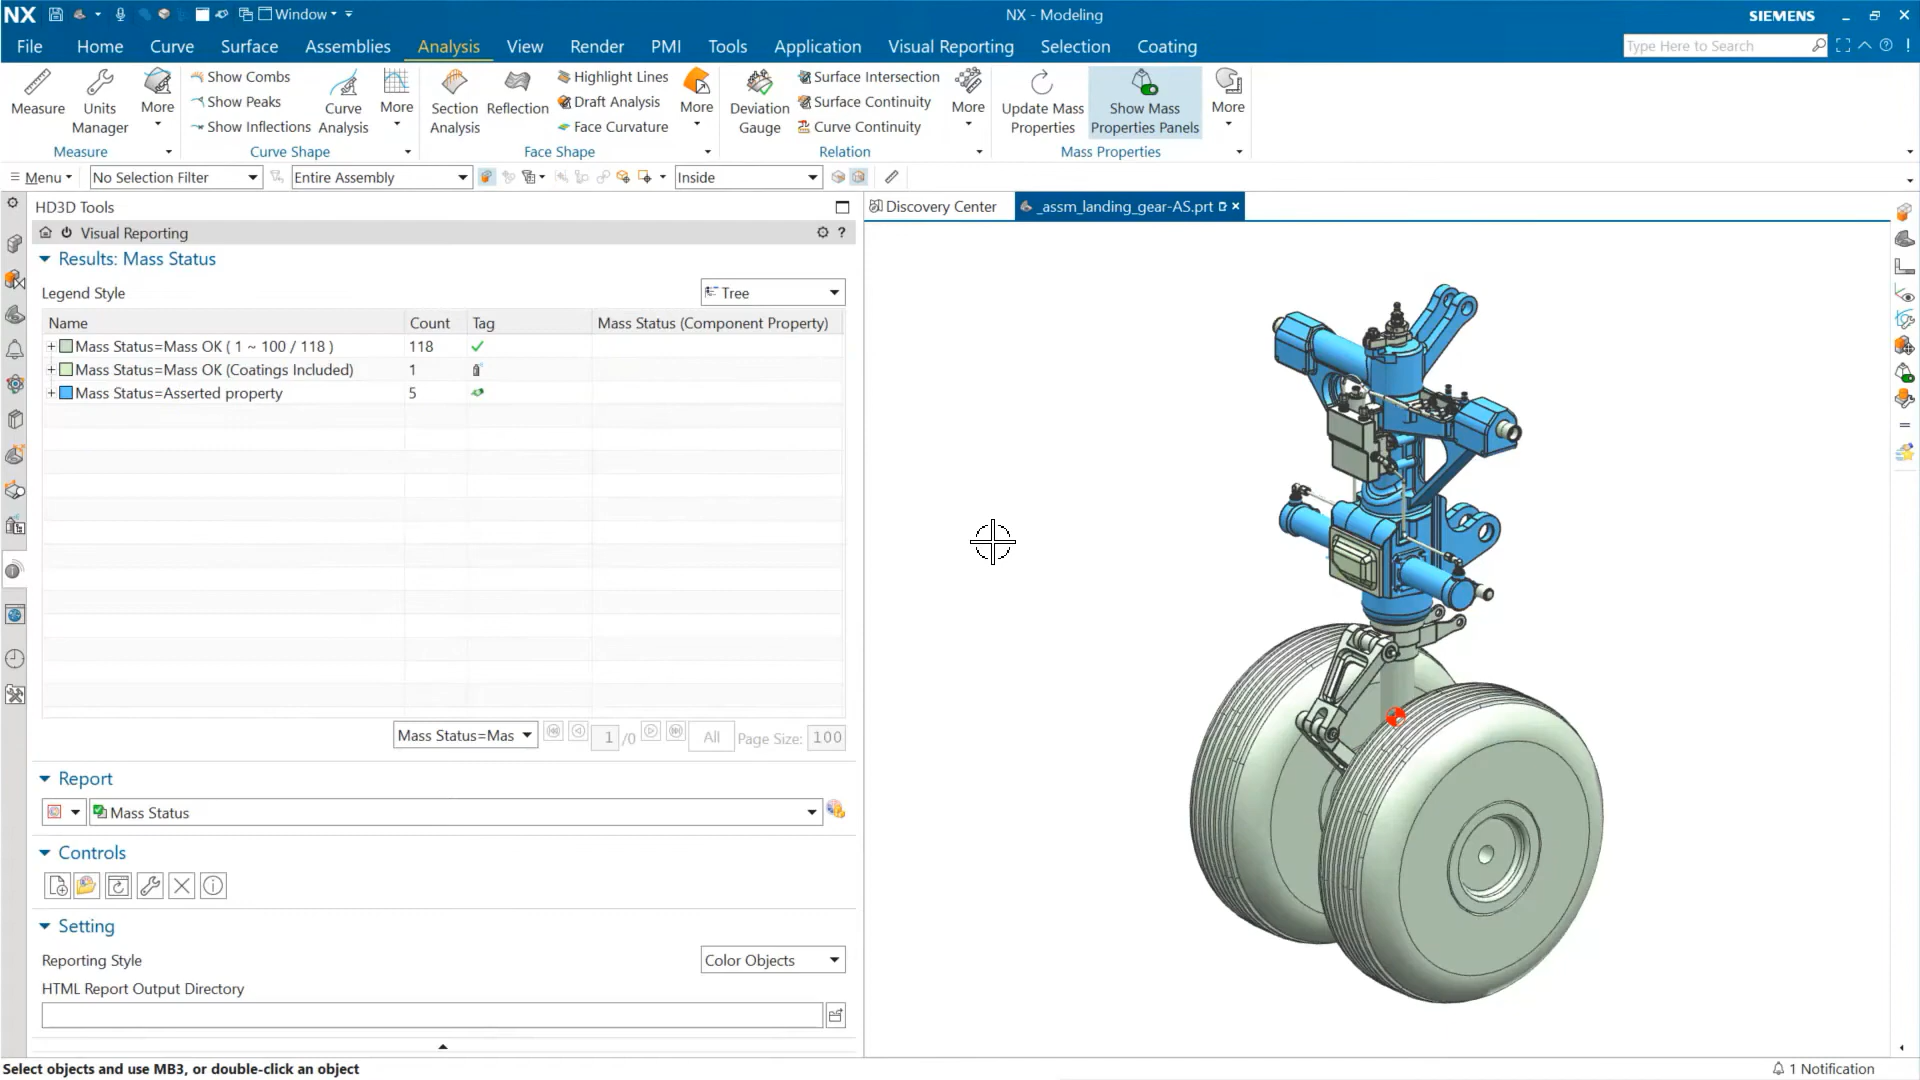 NX
Window
NX - Modeling
SIEMENS
File
Home
Curve
Surface
Assemblies
Analysis
View
Render
PMI
Tools
Application
Visual Reporting
Selection
Coating
Type Here to Search
Measure
Units
Manager
More
Measure
Show Combs
Show Peaks
Show Inflections
Curve
Analysis
More
Curve Shape
Section
Analysis
Reflection
Highlight Lines
Draft Analysis
Face Curvature
More
Face Shape
Deviation
Gauge
Surface Intersection
Surface Continuity
Curve Continuity
More
Relation
Update Mass
Properties
Show Mass
Properties Panels
More
Mass Properties
Menu
No Selection Filter
Entire Assembly
Inside
HD3D Tools
Discovery Center
_assm_landing_gear-AS.prt
Visual Reporting
Results: Mass Status
Legend Style
Tree
Name Count Tag Mass Status (Component Property)
Mass Status=Mass OK ( 1 ~ 100 / 118 ) 118
Mass Status=Mass OK (Coatings Included) 1
Mass Status=Asserted property 5
Mass Status=Mas
1 /0
All
Page Size: 100
Report
Mass Status
Controls
Setting
Reporting Style
Color Objects
HTML Report Output Directory
Select objects and use MB3, or double-click an object
1 Notification